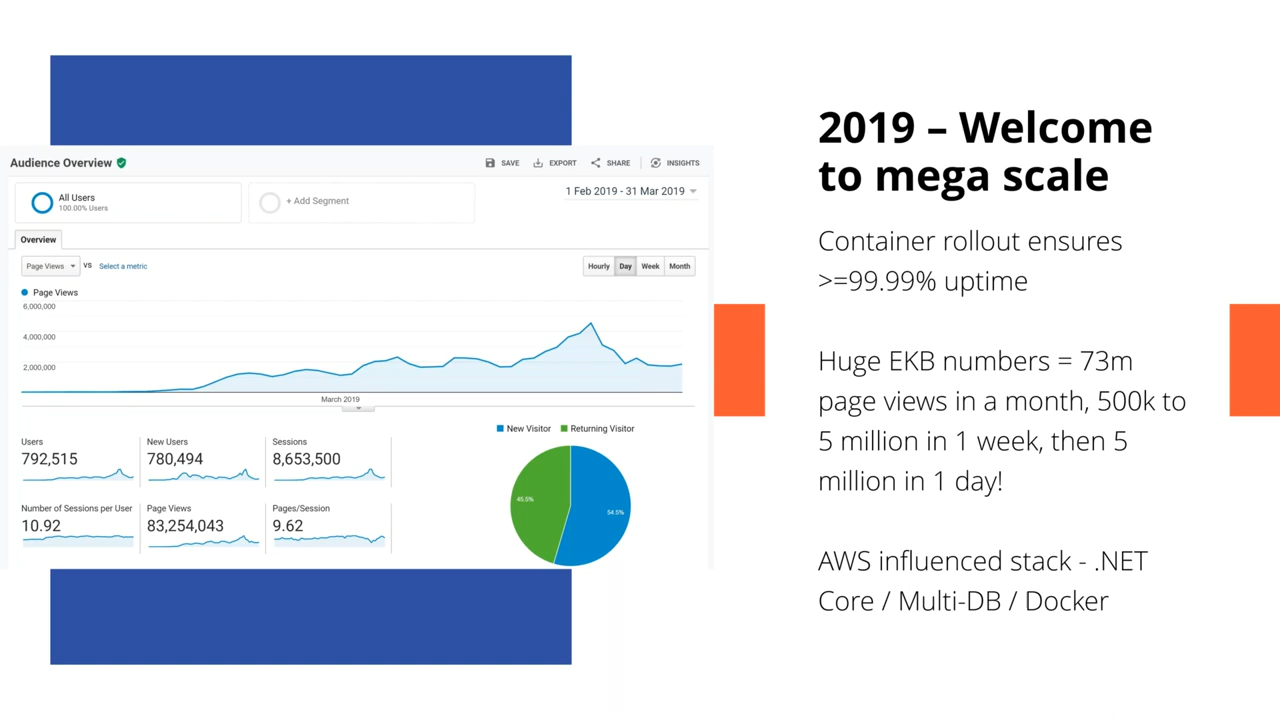 Audience Overview
SAVE
EXPORT
SHARE
INSIGHTS
All Users
100.00% Users
+ Add Segment
1 Feb 2019 - 31 Mar 2019
Overview
Page Views
VS
Select a metric
Hourly
Day
Week
Month
Page Views
6,000,000
4,000,000
2,000,000
March 2019
Users
792,515
New Users
780,494
Sessions
8,653,500
Number of Sessions per User
10.92
Page Views
83,254,043
Pages/Session
9.62
New Visitor
Returning Visitor
45.5%
54.5%
2019 – Welcome
to mega scale
Container rollout ensures
>=99.99% uptime
Huge EKB numbers = 73m
page views in a month, 500k to
5 million in 1 week, then 5
million in 1 day!
AWS influenced stack - .NET
Core / Multi-DB / Docker